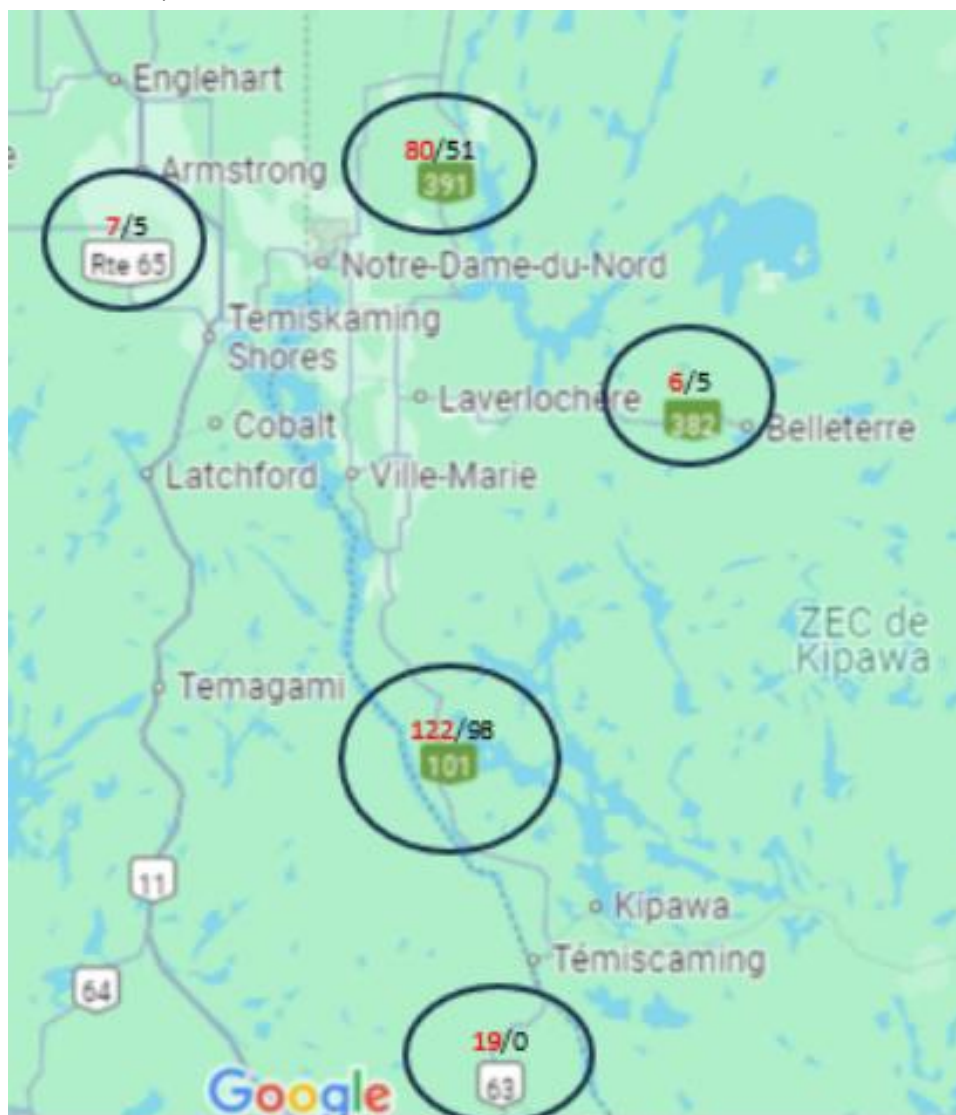 Englehart
80/51
391
Armstrong
7/5
Rte 65
Notre-Dame-du-Nord
Temiskaming
Shores
6/5
382
Laverlochère
Cobalt
Belleterre
Latchford
Ville-Marie
ZEC de
Kipawa
Temagami
122/98
101
11
Kipawa
Témiscaming
64
19/0
63
Google